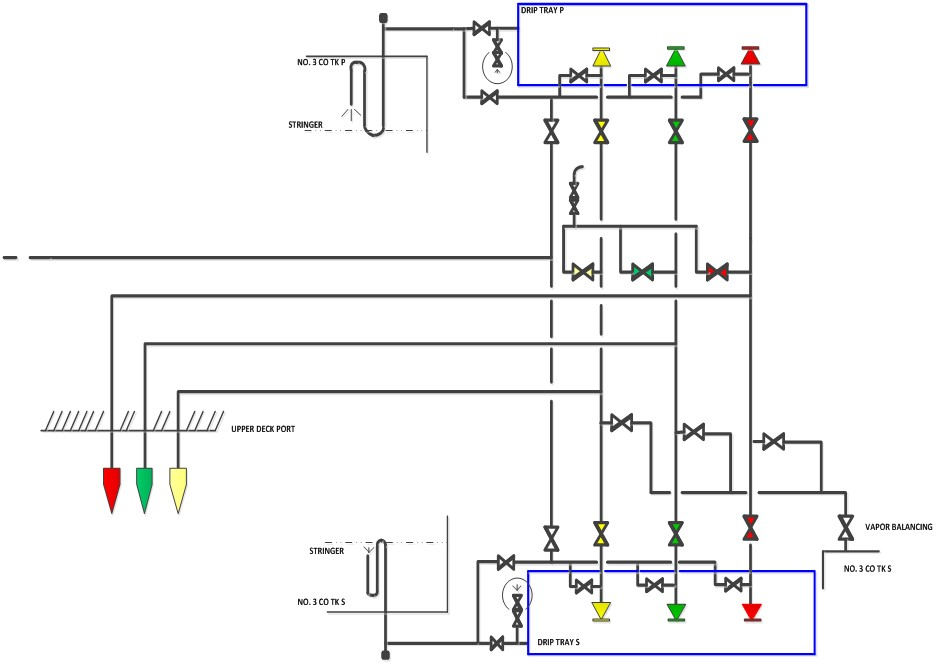 DRIP TRAY P
NO. 3 CO TK P
STRINGER
UPPER DECK PORT
VAPOR BALANCING
STRINGER
NO. 3 CO TK S
NO. 3 CO TK S
DRIP TRAY S